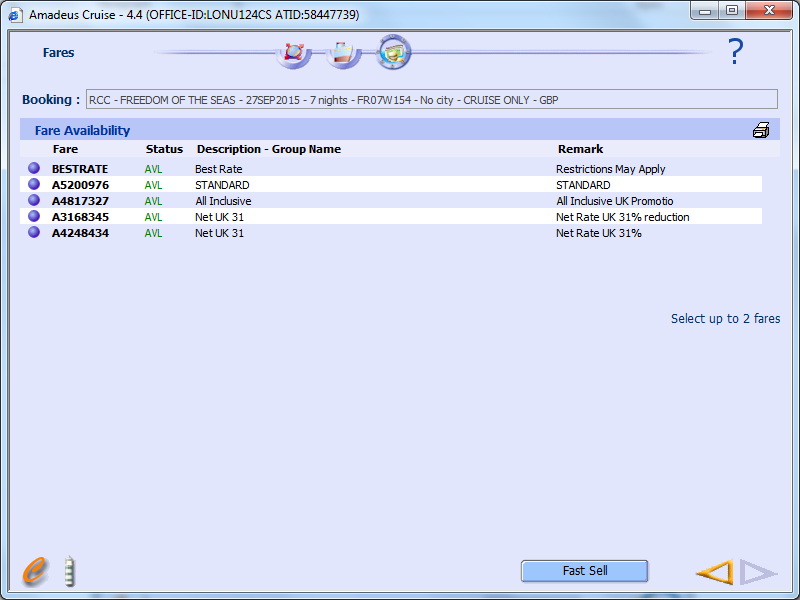 Amadeus Cruise - 4.4 (OFFICE-ID:LONU124CS ATID:58447739)
Fares
?
Booking : RCC - FREEDOM OF THE SEAS - 27SEP2015 - 7 nights - FR07W154 - No city - CRUISE ONLY - GBP
Fare Availability
Fare Status Description - Group Name Remark
BESTRATE AVL Best Rate Restrictions May Apply
A5200976 AVL STANDARD STANDARD
A4817327 AVL All Inclusive All Inclusive UK Promotio
A3168345 AVL Net UK 31 Net Rate UK 31% reduction
A4248434 AVL Net UK 31 Net Rate UK 31%
Select up to 2 fares
Fast Sell